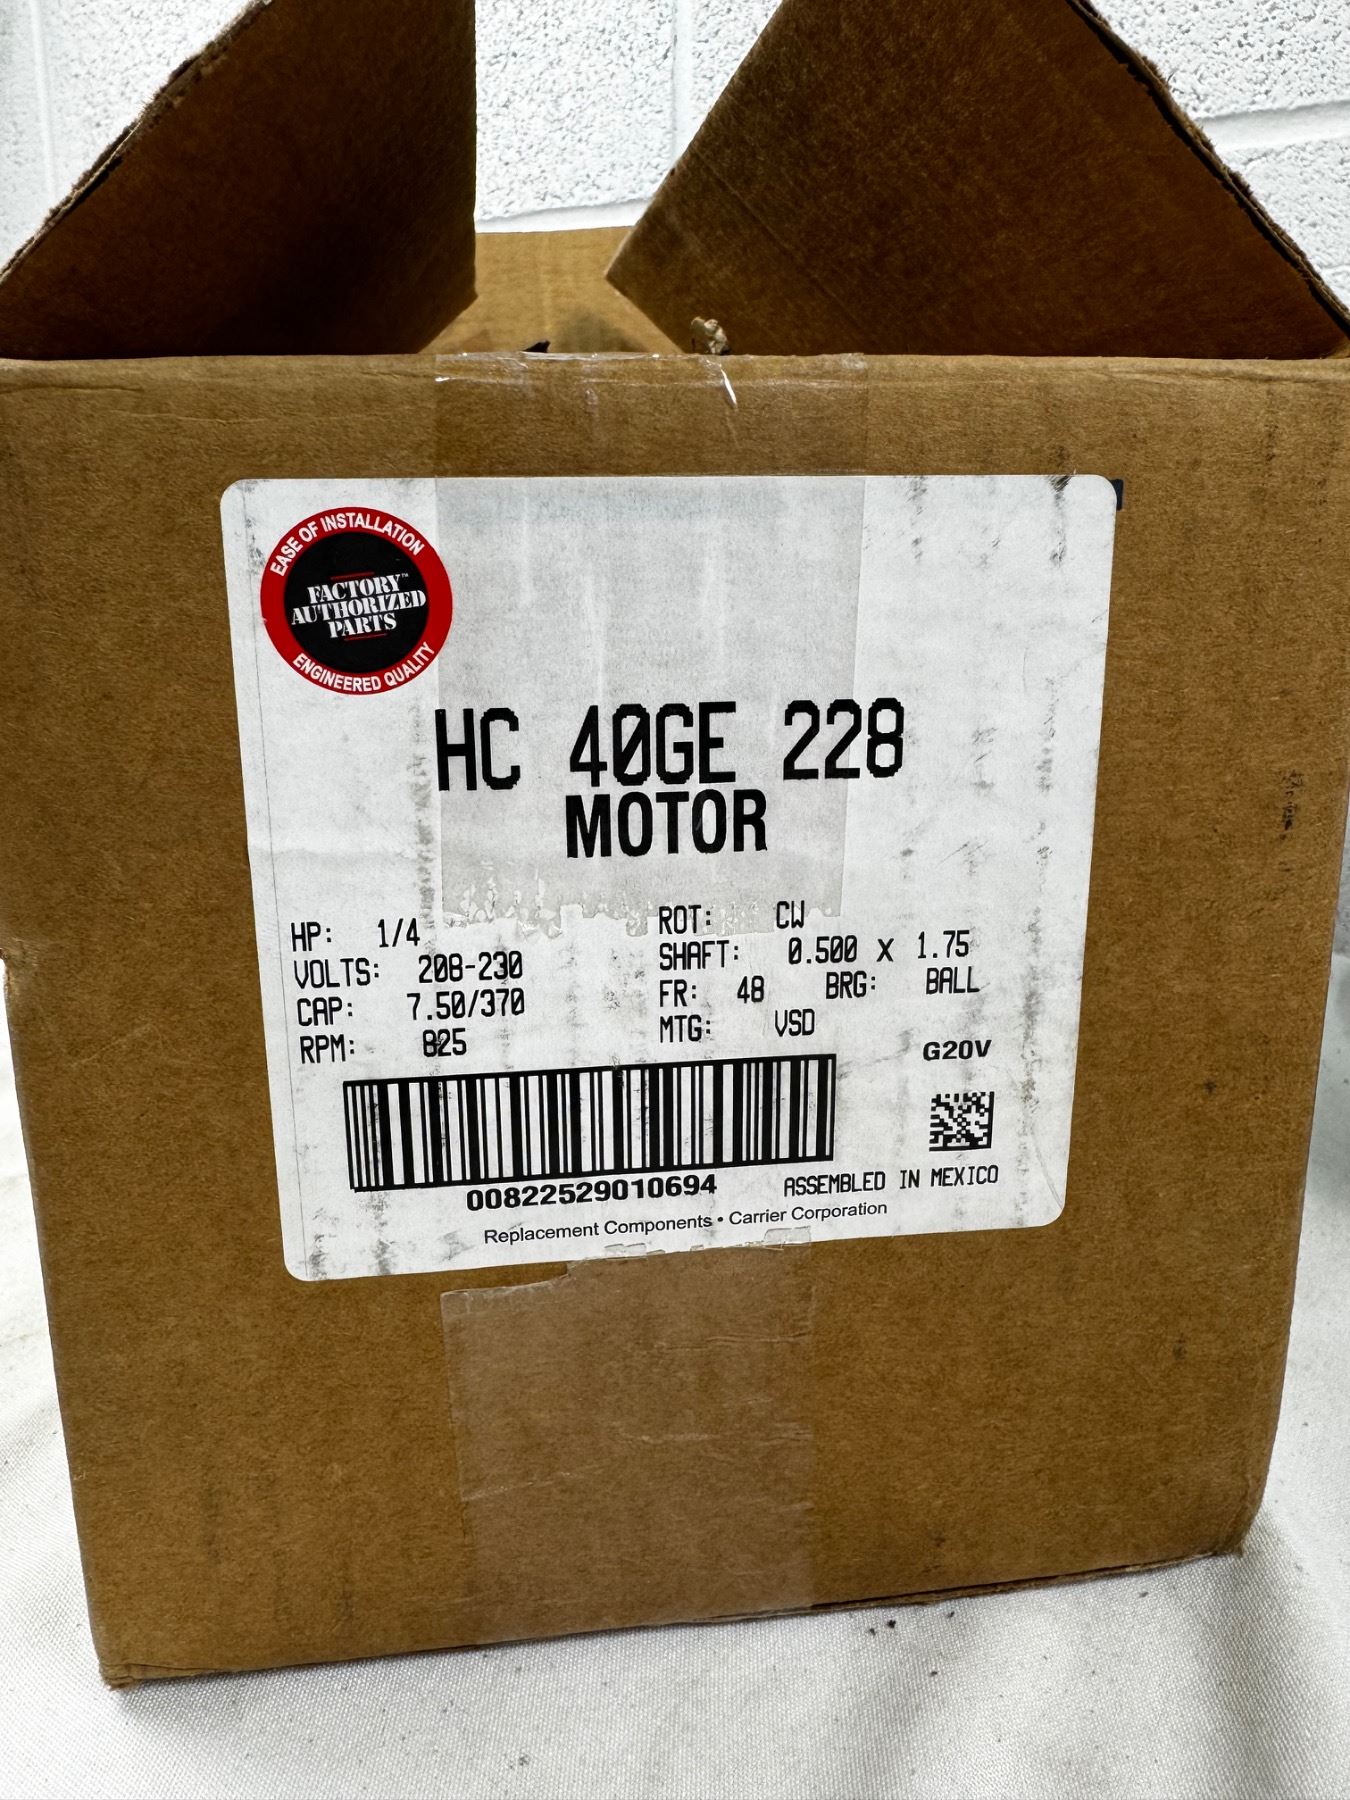 EASE OF INSTALLATION
FACTORY™
AUTHORIZED
PARTS
ENGINEERED QUALITY
HC 40GE 228
MOTOR
HP: 1/4
VOLTS: 208-230
CAP: 7.50/370
RPM: 825
ROT: CW
SHAFT: 0.500 X 1.75
FR: 48 BRG: BALL
MTG: VSD
G20V
00822529010694
ASSEMBLED IN MEXICO
Replacement Components • Carrier Corporation